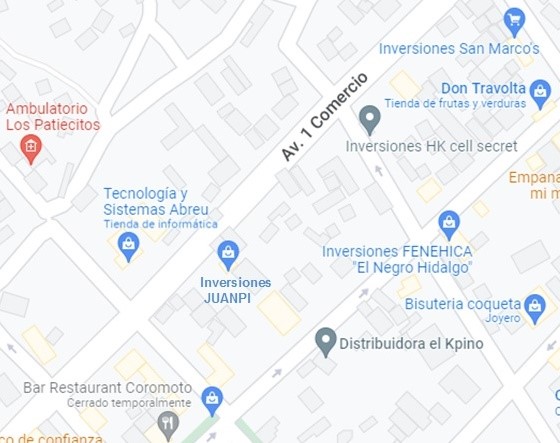 Inversiones San Marco's
Don Travolta
Tienda de frutas y verduras
Ambulatorio
Los Patiecitos
Av. 1 Comercio
Inversiones HK cell secret
Empana
mi m
Tecnología y
Sistemas Abreu
Tienda de informática
Inversiones FENEHICA
"El Negro Hidalgo"
Inversiones
JUANPI
Bisuteria coqueta
Joyero
Distribuidora el Kpino
Bar Restaurant Coromoto
Cerrado temporalmente
co de confianza